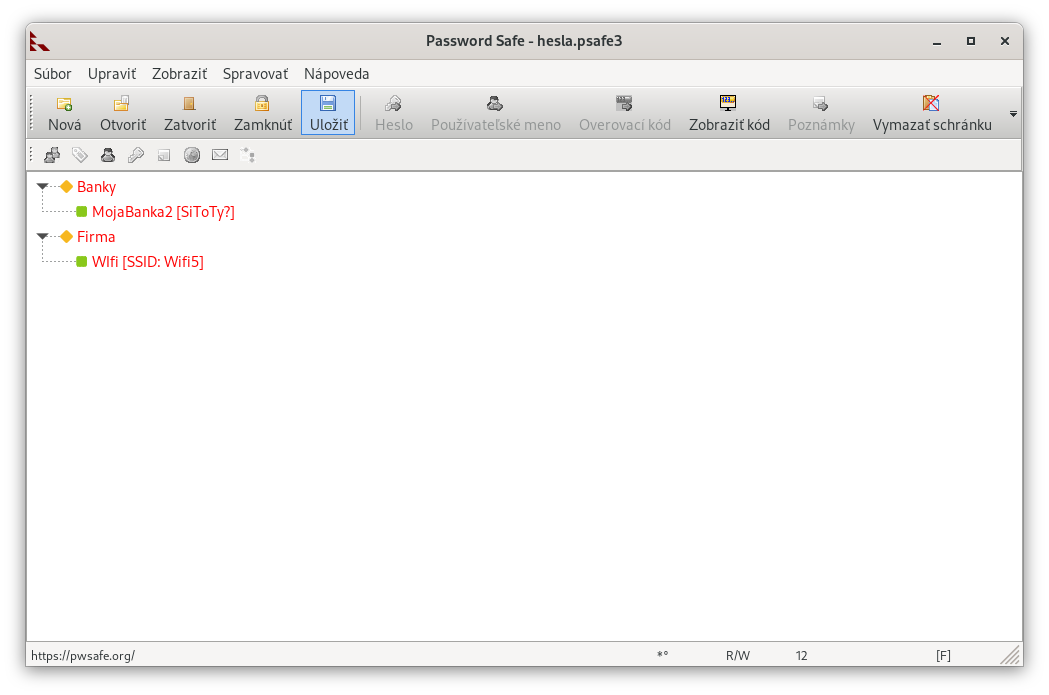 Password Safe - hesla.psafe3
Súbor Upraviť Zobraziť Spravovať Nápoveda
Nová Otvoriť Zatvoriť Zamknúť Uložiť Heslo Používateľské meno Overovací kód Zobraziť kód Poznámky Vymazať schránku
Banky
MojaBanka2 [SiToTy?]
Firma
WIfi [SSID: Wifi5]
https://pwsafe.org/ *° R/W 12 [F]